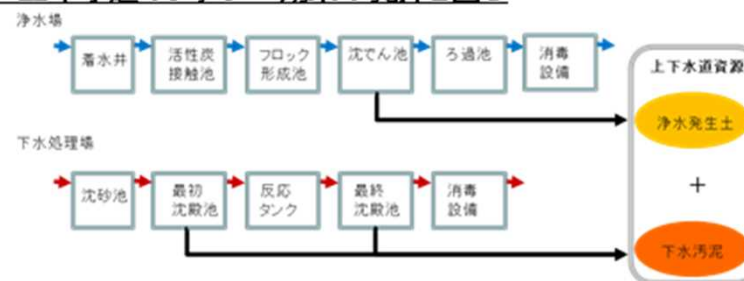 浄水場
着水井
活性炭
接触池
フロック
形成池
沈でん池
ろ過池
消毒
設備
上下水道資源
浄水発生土
+
下水汚泥
下水処理場
沈砂池
最初
沈殿池
反応
タンク
最終
沈殿池
消毒
設備